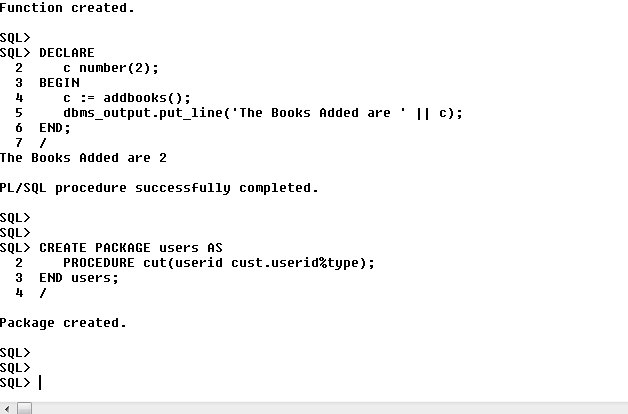 Function created.
SQL>
SQL> DECLARE
  2     c number(2);
  3  BEGIN
  4     c := addbooks();
  5     dbms_output.put_line('The Books Added are ' || c);
  6  END;
  7  /
The Books Added are 2
PL/SQL procedure successfully completed.
SQL>
SQL>
SQL> CREATE PACKAGE users AS
  2     PROCEDURE cut(userid cust.userid%type);
  3  END users;
  4  /
Package created.
SQL>
SQL>
SQL>